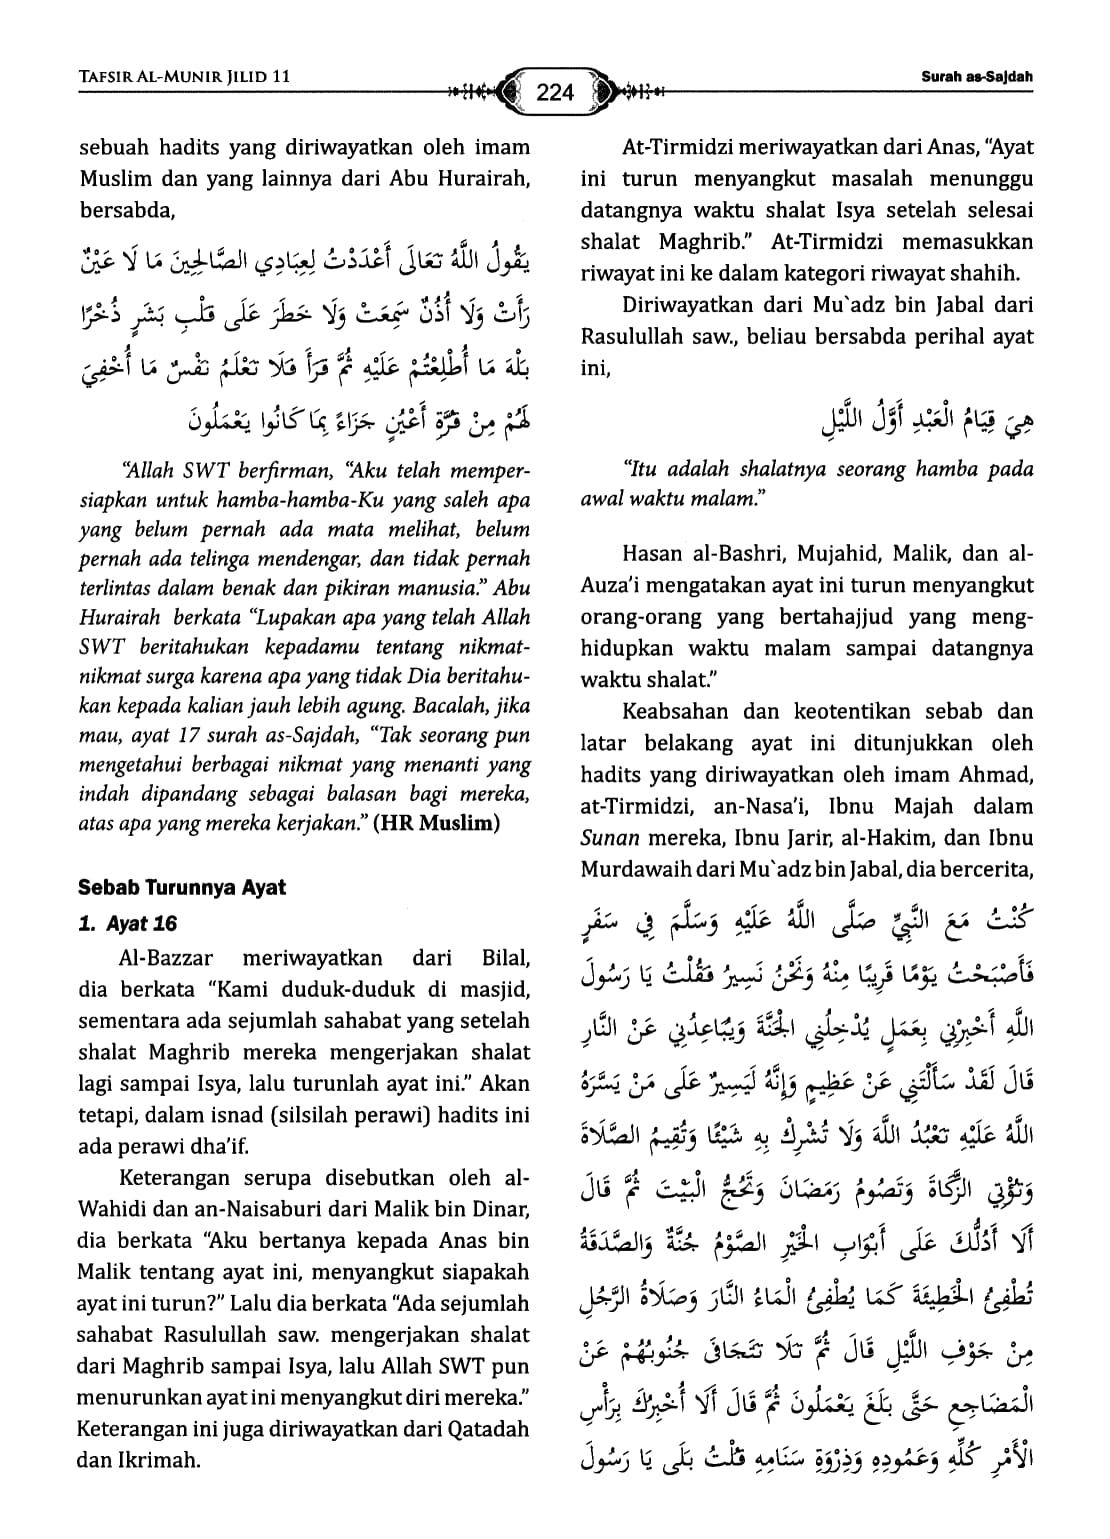 TAFSIR AL-MUNIR JILID 11
224
Surah as-Sajdah
sebuah hadits yang diriwayatkan oleh imam
Muslim dan yang lainnya dari Abu Hurairah,
bersabda,
يَقُولُ اللَّهُ تَعَالَى أَعْدَدْتُ لِعِبَادِي الصَّالِحِينَ مَا لَا عَيْنٌ
رَأَتْ وَلَا أُذُنٌ سَمِعَتْ وَلَا خَطَرَ عَلَى قَلْبِ بَشَرٍ ذُخْرًا
بَلْهَ مَا أُطْلِعْتُمْ عَلَيْهِ ثُمَّ قَرَأَ فَلَا تَعْلَمُ نَفْسٌ مَا أُخْفِيَ
لَهُمْ مِنْ قُرَّةِ أَعْيُنٍ جَزَاءً بِمَا كَانُوا يَعْمَلُونَ
“Allah SWT berfirman, “Aku telah memper-
siapkan untuk hamba-hamba-Ku yang saleh apa
yang belum pernah ada mata melihat, belum
pernah ada telinga mendengar, dan tidak pernah
terlintas dalam benak dan pikiran manusia.” Abu
Hurairah berkata “Lupakan apa yang telah Allah
SWT beritahukan kepadamu tentang nikmat-
nikmat surga karena apa yang tidak Dia beritahu-
kan kepada kalian jauh lebih agung. Bacalah, jika
mau, ayat 17 surah as-Sajdah, “Tak seorang pun
mengetahui berbagai nikmat yang menanti yang
indah dipandang sebagai balasan bagi mereka,
atas apa yang mereka kerjakan.” (HR Muslim)
Sebab Turunnya Ayat
1. Ayat 16
Al-Bazzar meriwayatkan dari Bilal,
dia berkata “Kami duduk-duduk di masjid,
sementara ada sejumlah sahabat yang setelah
shalat Maghrib mereka mengerjakan shalat
lagi sampai Isya, lalu turunlah ayat ini.” Akan
tetapi, dalam isnad (silsilah perawi) hadits ini
ada perawi dha’if.
Keterangan serupa disebutkan oleh al-
Wahidi dan an-Naisaburi dari Malik bin Dinar,
dia berkata “Aku bertanya kepada Anas bin
Malik tentang ayat ini, menyangkut siapakah
ayat ini turun?” Lalu dia berkata “Ada sejumlah
sahabat Rasulullah saw. mengerjakan shalat
dari Maghrib sampai Isya, lalu Allah SWT pun
menurunkan ayat ini menyangkut diri mereka.”
Keterangan ini juga diriwayatkan dari Qatadah
dan Ikrimah.
At-Tirmidzi meriwayatkan dari Anas, “Ayat
ini turun menyangkut masalah menunggu
datangnya waktu shalat Isya setelah selesai
shalat Maghrib.” At-Tirmidzi memasukkan
riwayat ini ke dalam kategori riwayat shahih.
Diriwayatkan dari Mu`adz bin Jabal dari
Rasulullah saw., beliau bersabda perihal ayat
ini,
هِيَ قِيَامُ الْعَبْدِ أَوَّلُ اللَّيْلِ
“Itu adalah shalatnya seorang hamba pada
awal waktu malam.”
Hasan al-Bashri, Mujahid, Malik, dan al-
Auza’i mengatakan ayat ini turun menyangkut
orang-orang yang bertahajjud yang meng-
hidupkan waktu malam sampai datangnya
waktu shalat.”
Keabsahan dan keotentikan sebab dan
latar belakang ayat ini ditunjukkan oleh
hadits yang diriwayatkan oleh imam Ahmad,
at-Tirmidzi, an-Nasa’i, Ibnu Majah dalam
Sunan mereka, Ibnu Jarir, al-Hakim, dan Ibnu
Murdawaih dari Mu`adz bin Jabal, dia bercerita,
كُنْتُ مَعَ النَّبِيِّ صَلَّى اللَّهُ عَلَيْهِ وَسَلَّمَ فِي سَفَرٍ
فَأَصْبَحْتُ يَوْمًا قَرِيبًا مِنْهُ وَنَحْنُ نَسِيرُ فَقُلْتُ يَا رَسُولَ
اللَّهِ أَخْبِرْنِي بِعَمَلٍ يُدْخِلُنِي الْجَنَّةَ وَيُبَاعِدُنِي عَنْ النَّارِ
قَالَ لَقَدْ سَأَلْتَنِي عَنْ عَظِيمٍ وَإِنَّهُ لَيَسِيرٌ عَلَى مَنْ يَسَّرَهُ
اللَّهُ عَلَيْهِ تَعْبُدُ اللَّهَ وَلَا تُشْرِكْ بِهِ شَيْئًا وَتُقِيمُ الصَّلَاةَ
وَتُؤْتِي الزَّكَاةَ وَتَصُومُ رَمَضَانَ وَتَحُجُّ الْبَيْتَ ثُمَّ قَالَ
أَلَا أَدُلُّكَ عَلَى أَبْوَابِ الْخَيْرِ الصَّوْمُ جُنَّةٌ وَالصَّدَقَةُ
تُطْفِئُ الْخَطِيئَةَ كَمَا يُطْفِئُ الْمَاءُ النَّارَ وَصَلَاةُ الرَّجُلِ
مِنْ جَوْفِ اللَّيْلِ قَالَ ثُمَّ تَلَا تَتَجَافَى جُنُوبُهُمْ عَنْ
الْمَضَاجِعِ حَتَّى بَلَغَ يَعْمَلُونَ ثُمَّ قَالَ أَلَا أُخْبِرُكَ بِرَأْسِ
الْأَمْرِ كُلِّهِ وَعَمُودِهِ وَذِرْوَةِ سَنَامِهِ قُلْتُ بَلَى يَا رَسُولَ